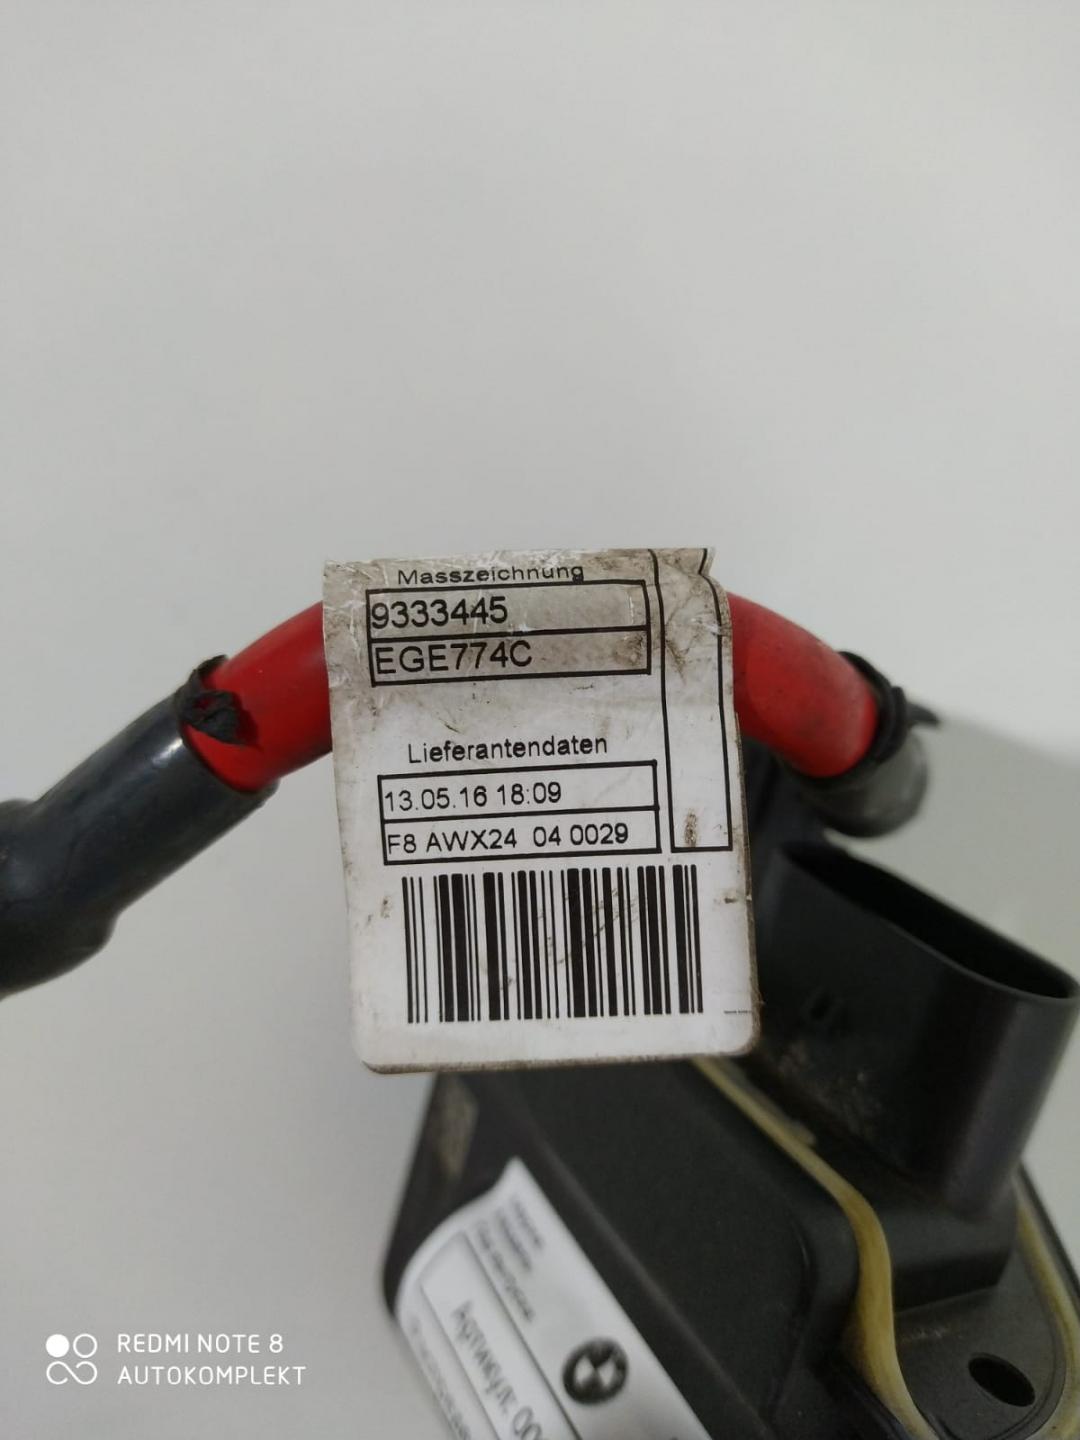 Masszeichnung
9333445
EGE774C
Lieferantendaten
13.05.16 18:09
F8 AWX24 04 0029
REDMI NOTE 8
AUTOKOMPLEKT